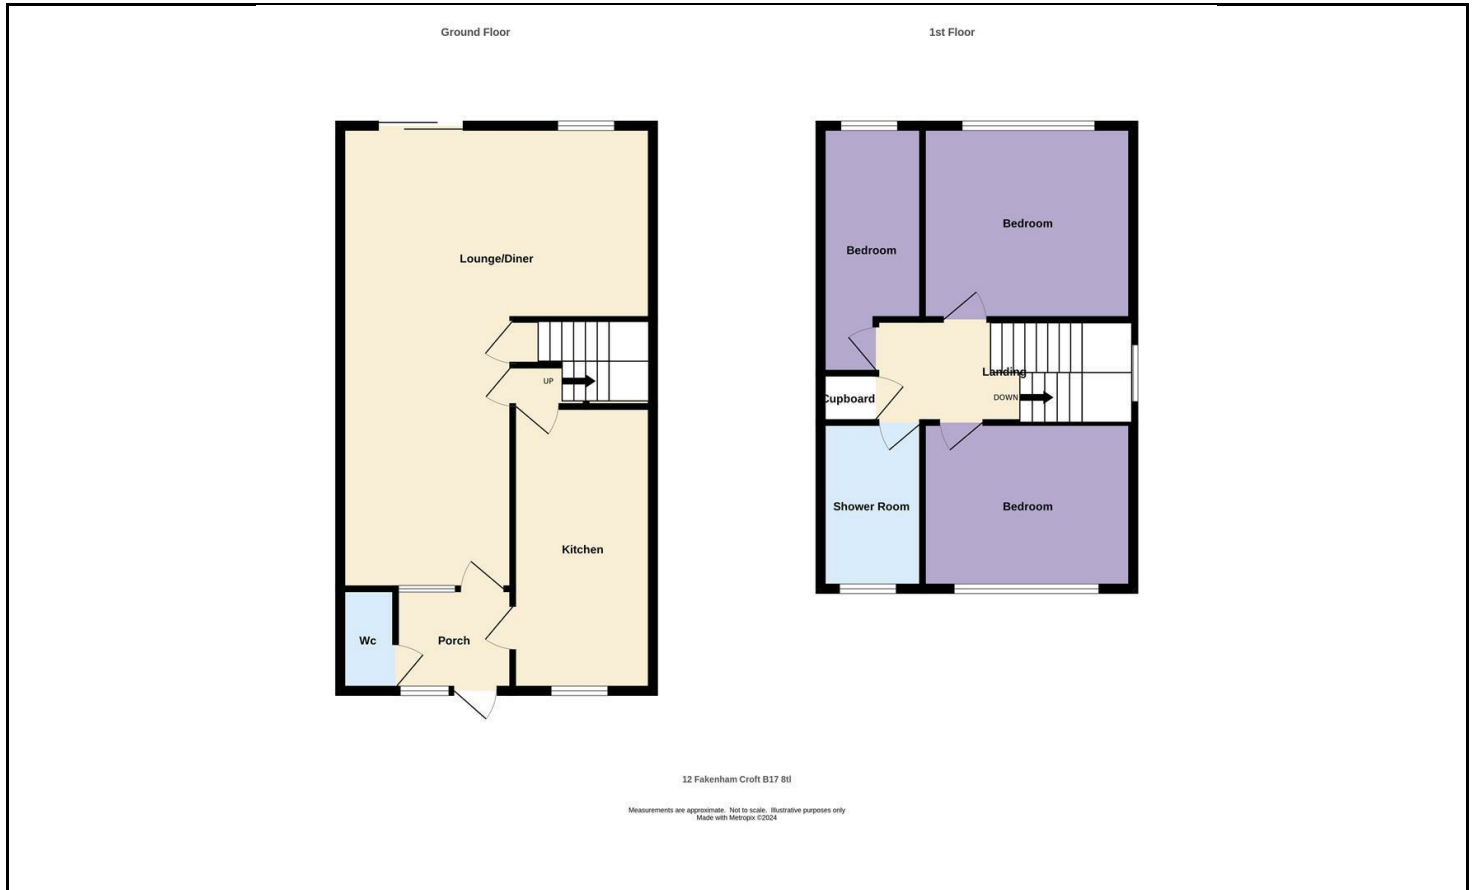 Ground Floor
1st Floor
Lounge/Diner
UP
Kitchen
Wc
Porch
Bedroom
Bedroom
Landing
Cupboard
DOWN
Shower Room
Bedroom
12 Fakenham Croft B17 8tl
Measurements are approximate. Not to scale. Illustrative purposes only
Made with Metropix ©2024